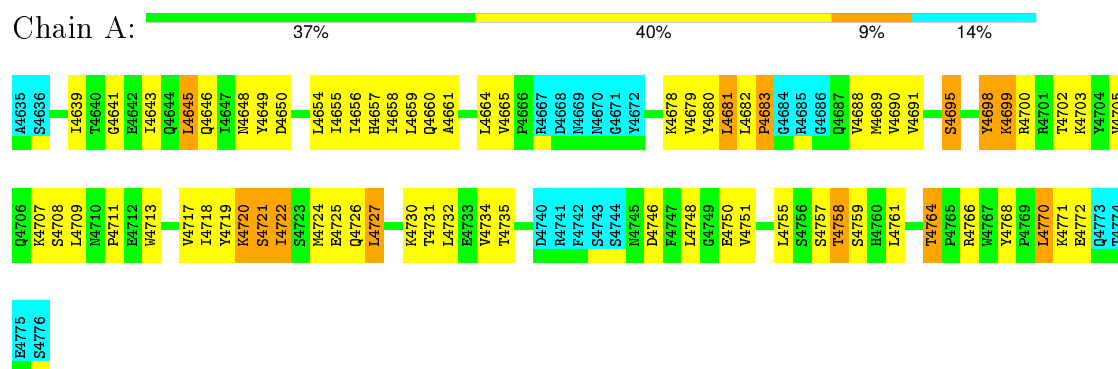 Chain A:
37% 40% 9% 14%
A4635 S4636 I4639 T4640 G4641 E4642 I4643 Q4644 L4645 Q4646 I4647 N4648 Y4649 D4650 L4654 I4655 I4656 H4657 I4658 L4659 Q4660 A4661 L4664 V4665 P4666 R4667 D4668 N4669 N4670 G4671 Y4672 K4678 V4679 Y4680 L4681 L4682 P4683 G4684 R4685 G4686 Q4687 V4688 M4689 V4690 V4691 S4695 Y4698 K4699 R4700 R4701 T4702 K4703 Y4704 V4705
Q4706 K4707 S4708 L4709 N4710 P4711 E4712 W4713 V4717 I4718 Y4719 K4720 S4721 I4722 S4723 M4724 E4725 Q4726 L4727 K4730 T4731 L4732 E4733 V4734 T4735 D4740 R4741 F4742 S4743 S4744 N4745 D4746 F4747 L4748 G4749 E4750 V4751 L4755 S4756 S4757 T4758 S4759 H4760 L4761 T4764 P4765 R4766 W4767 Y4768 P4769 L4770 K4771 E4772 Q4773 T4774
E4775 S4776